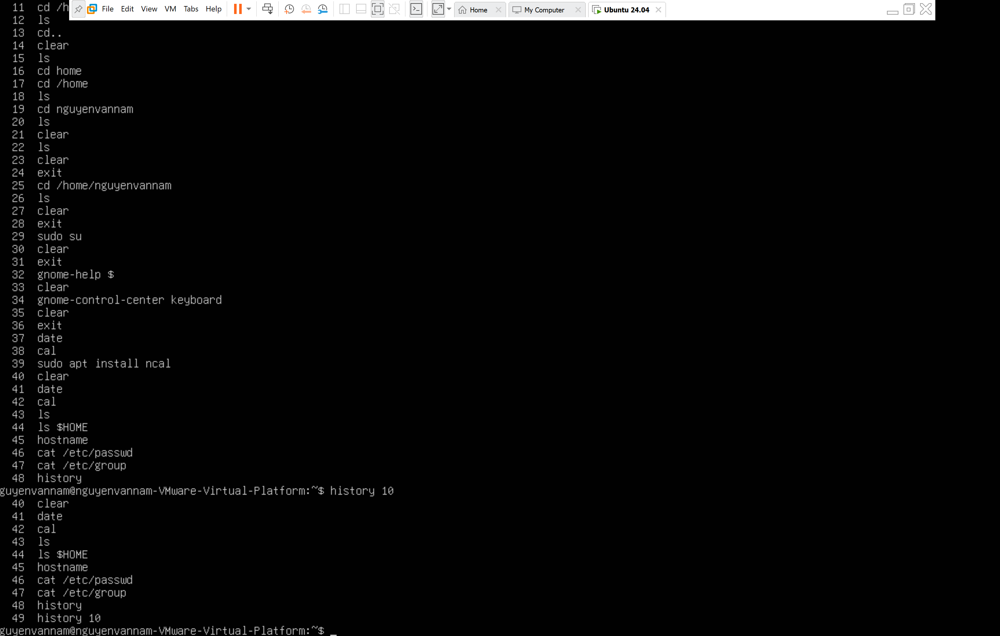 11 cd /h
File Edit View VM Tabs Help Home My Computer Ubuntu 24.04
12 ls
13 cd..
14 clear
15 ls
16 cd home
17 cd /home
18 ls
19 cd nguyenvannam
20 ls
21 clear
22 ls
23 clear
24 exit
25 cd /home/nguyenvannam
26 ls
27 clear
28 exit
29 sudo su
30 clear
31 exit
32 gnome-help $
33 clear
34 gnome-control-center keyboard
35 clear
36 exit
37 date
38 cal
39 sudo apt install ncal
40 clear
41 date
42 cal
43 ls
44 ls $HOME
45 hostname
46 cat /etc/passwd
47 cat /etc/group
48 history
guyenvannam@nguyenvannam-VMware-Virtual-Platform:~$ history 10
40 clear
41 date
42 cal
43 ls
44 ls $HOME
45 hostname
46 cat /etc/passwd
47 cat /etc/group
48 history
49 history 10
guyenvannam@nguyenvannam-VMware-Virtual-Platform:~$ _